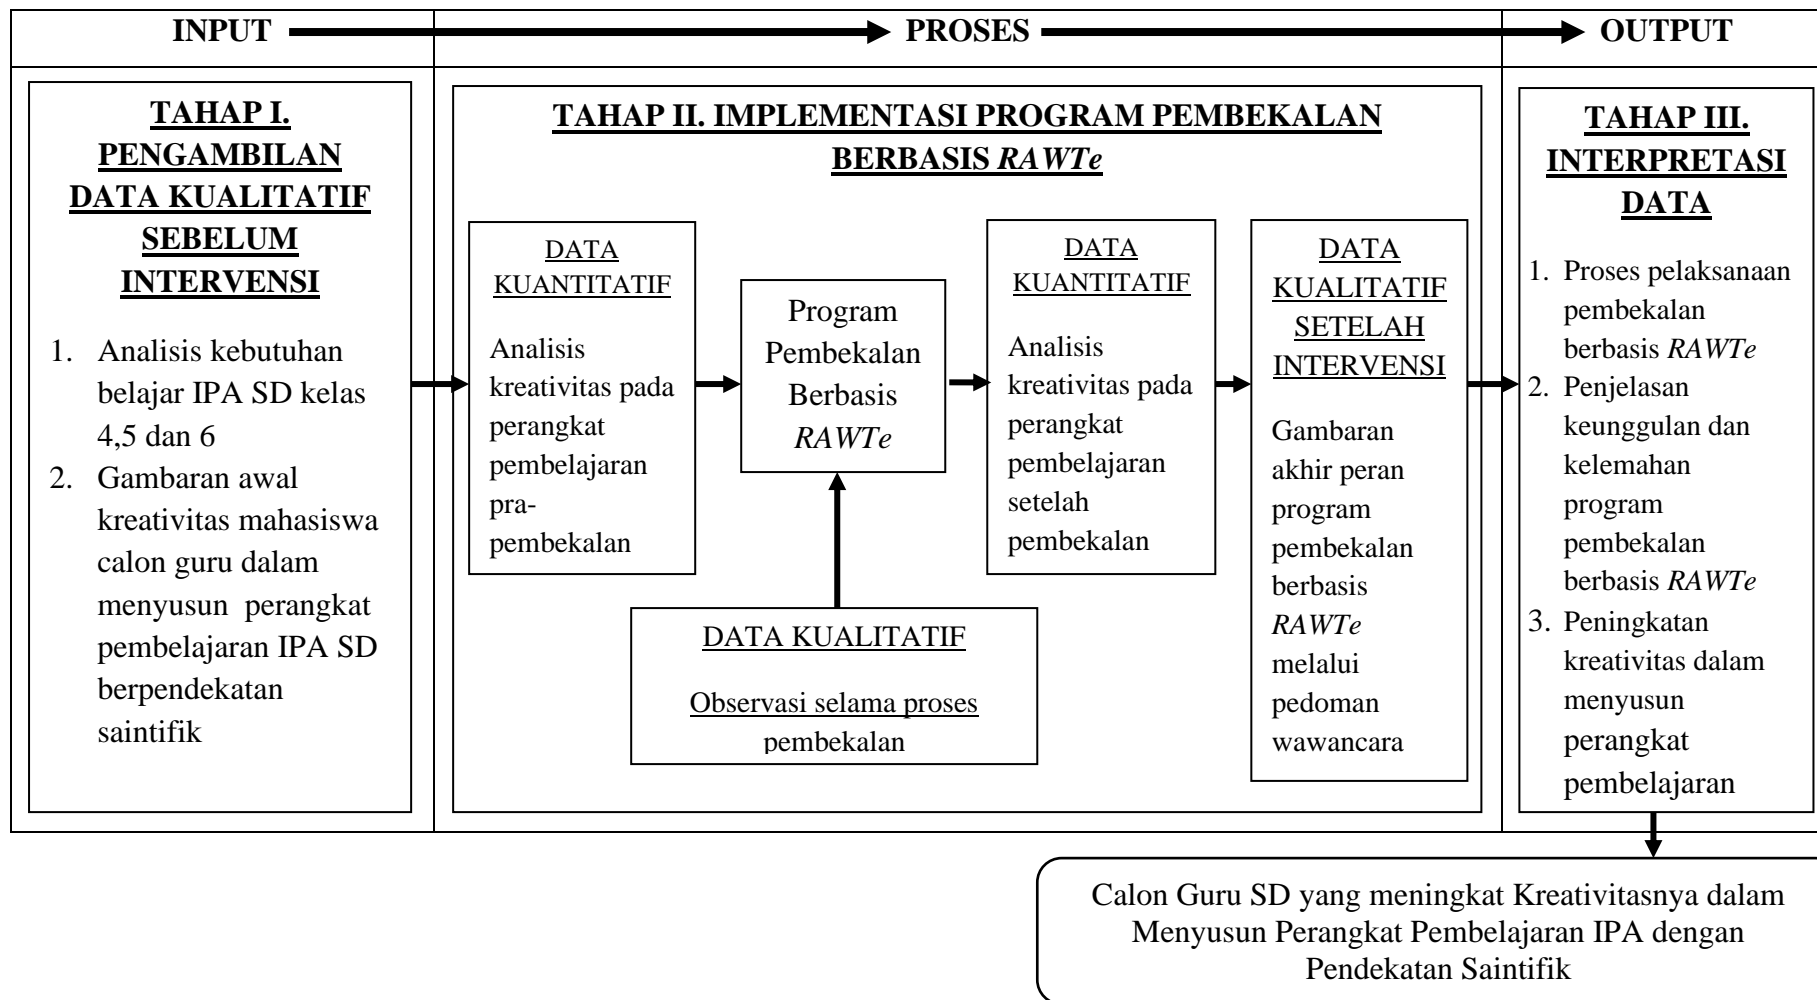 INPUT
PROSES
OUTPUT
TAHAP I.
PENGAMBILAN
DATA KUALITATIF
SEBELUM
INTERVENSI
1. Analisis kebutuhan
belajar IPA SD kelas
4,5 dan 6
2. Gambaran awal
kreativitas mahasiswa
calon guru dalam
menyusun perangkat
pembelajaran IPA SD
berpendekatan
saintifik
TAHAP II. IMPLEMENTASI PROGRAM PEMBEKALAN
BERBASIS RAWTe
DATA
KUANTITATIF
Analisis
kreativitas pada
perangkat
pembelajaran
pra-
pembekalan
Program
Pembekalan
Berbasis
RAWTe
DATA KUALITATIF
Observasi selama proses
pembekalan
DATA
KUANTITATIF
Analisis
kreativitas pada
perangkat
pembelajaran
setelah
pembekalan
DATA
KUALITATIF
SETELAH
INTERVENSI
Gambaran
akhir peran
program
pembekalan
berbasis
RAWTe
melalui
pedoman
wawancara
TAHAP III.
INTERPRETASI
DATA
1. Proses pelaksanaan
pembekalan
berbasis RAWTe
2. Penjelasan
keunggulan dan
kelemahan
program
pembekalan
berbasis RAWTe
3. Peningkatan
kreativitas dalam
menyusun
perangkat
pembelajaran
Calon Guru SD yang meningkat Kreativitasnya dalam
Menyusun Perangkat Pembelajaran IPA dengan
Pendekatan Saintifik